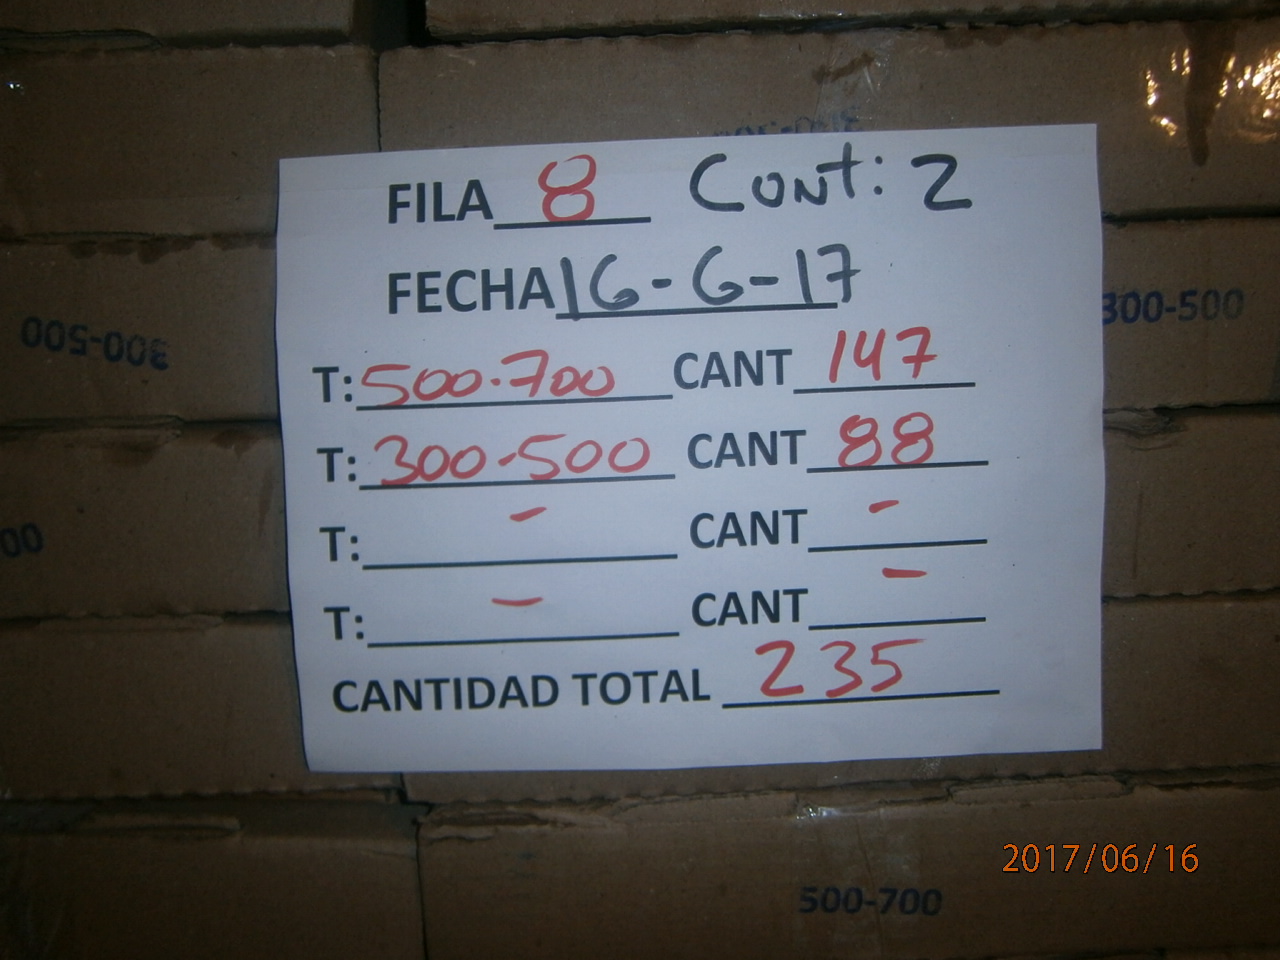 FILA 8 Cont: 2
FECHA 16-6-17
T: 500-700 CANT 147
T: 300-500 CANT 88
T: - CANT -
T: - CANT -
CANTIDAD TOTAL 235
300-500
300-500
00
500-700
2017/06/16